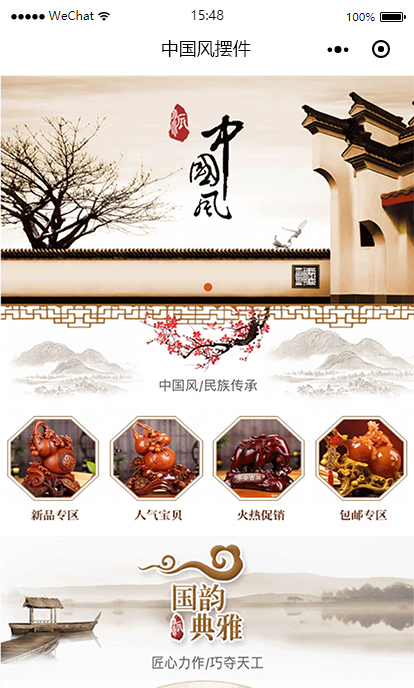 WeChat
15:48
100%
中国风摆件
中國風
中国风/民族传承
新品专区
人气宝贝
火热促销
包邮专区
国韵
典雅
匠心力作/巧夺天工